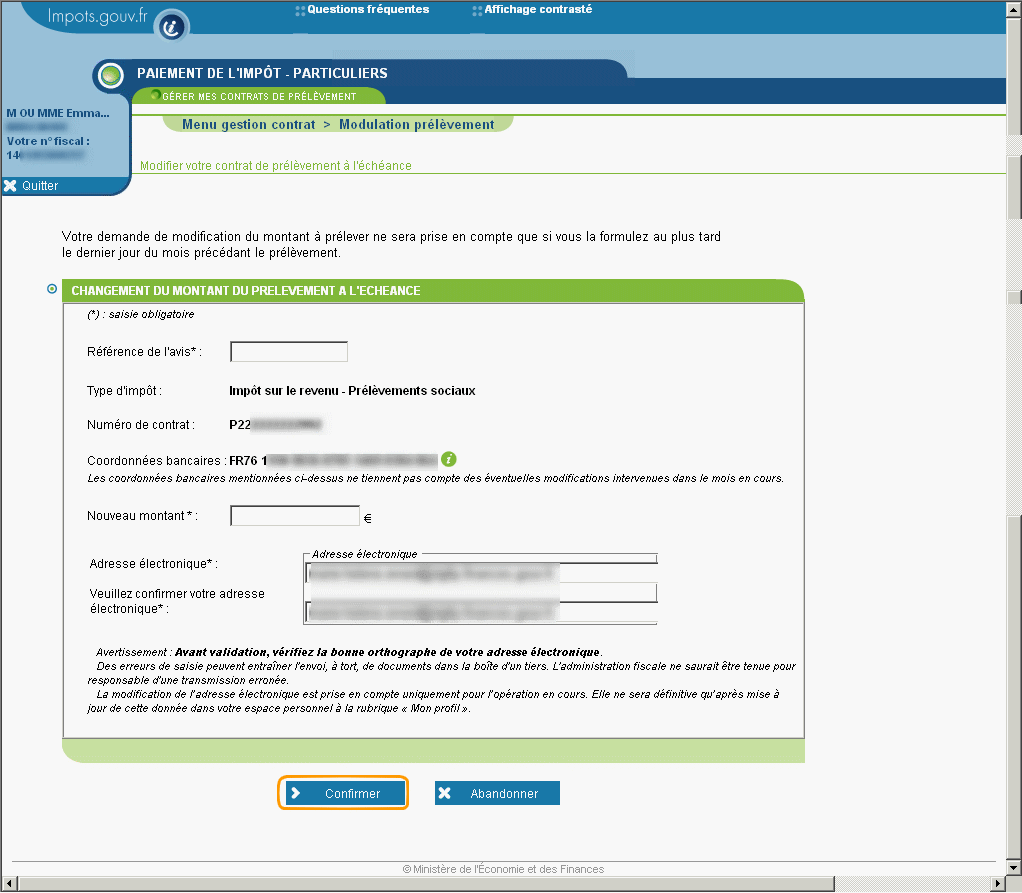 Impots.gouv.fr
Questions fréquentes
Affichage contrasté
PAIEMENT DE L'IMPÔT - PARTICULIERS
GÉRER MES CONTRATS DE PRÉLÈVEMENT
M OU MME Emma...
Votre n° fiscal :
14
Quitter
Menu gestion contrat > Modulation prélèvement
Modifier votre contrat de prélèvement à l'échéance
Votre demande de modification du montant à prélever ne sera prise en compte que si vous la formulez au plus tard
le dernier jour du mois précédant le prélèvement.
CHANGEMENT DU MONTANT DU PRELEVEMENT A L'ECHEANCE
(*) : saisie obligatoire
Référence de l'avis* :
Type d'impôt : Impôt sur le revenu - Prélèvements sociaux
Numéro de contrat : P22
Coordonnées bancaires : FR76 1
Les coordonnées bancaires mentionnées ci-dessus ne tiennent pas compte des éventuelles modifications intervenues dans le mois en cours.
Nouveau montant * : €
Adresse électronique
Adresse électronique* :
Veuillez confirmer votre adresse
électronique* :
Avertissement : Avant validation, vérifiez la bonne orthographe de votre adresse électronique.
Des erreurs de saisie peuvent entraîner l'envoi, à tort, de documents dans la boîte d'un tiers. L'administration fiscale ne saurait être tenue pour
responsable d'une transmission erronée.
La modification de l'adresse électronique est prise en compte uniquement pour l'opération en cours. Elle ne sera définitive qu'après mise à
jour de cette donnée dans votre espace personnel à la rubrique « Mon profil ».
Confirmer
Abandonner
© Ministère de l'Économie et des Finances